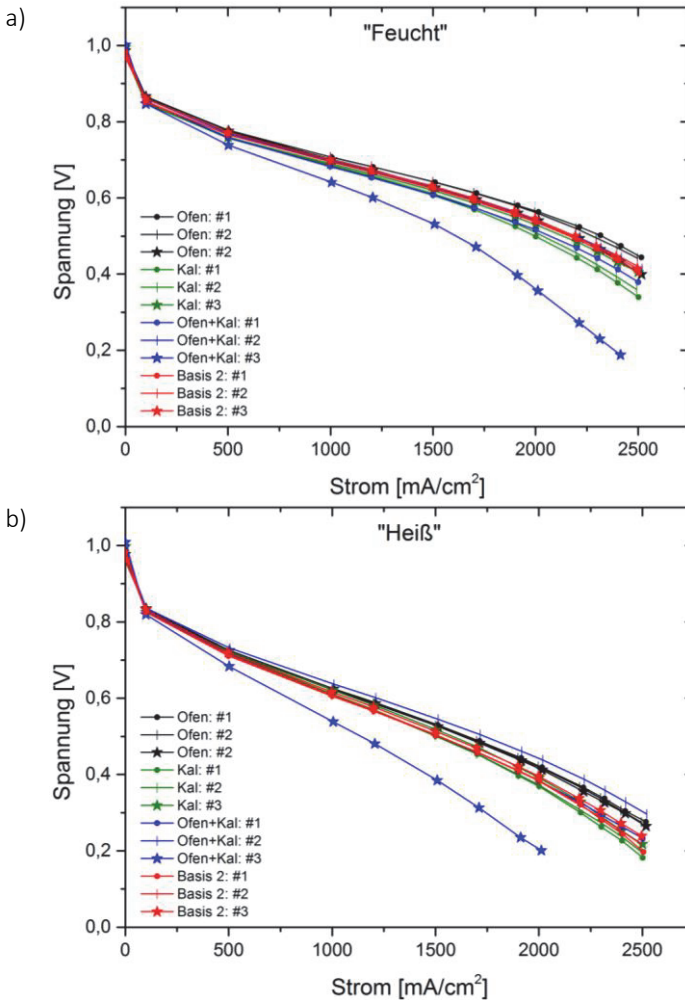 a)
"Feucht"
1,0
0,8
0,6
0,4
0,2
0,0
Spannung [V]
Ofen: #1
Ofen: #2
Ofen: #2
Kal: #1
Kal: #2
Kal: #3
Ofen+Kal: #1
Ofen+Kal: #2
Ofen+Kal: #3
Basis 2: #1
Basis 2: #2
Basis 2: #3
0 500 1000 1500 2000 2500
Strom [mA/cm²]
b)
"Heiß"
1,0
0,8
0,6
0,4
0,2
0,0
Spannung [V]
Ofen: #1
Ofen: #2
Ofen: #2
Kal: #1
Kal: #2
Kal: #3
Ofen+Kal: #1
Ofen+Kal: #2
Ofen+Kal: #3
Basis 2: #1
Basis 2: #2
Basis 2: #3
0 500 1000 1500 2000 2500
Strom [mA/cm²]